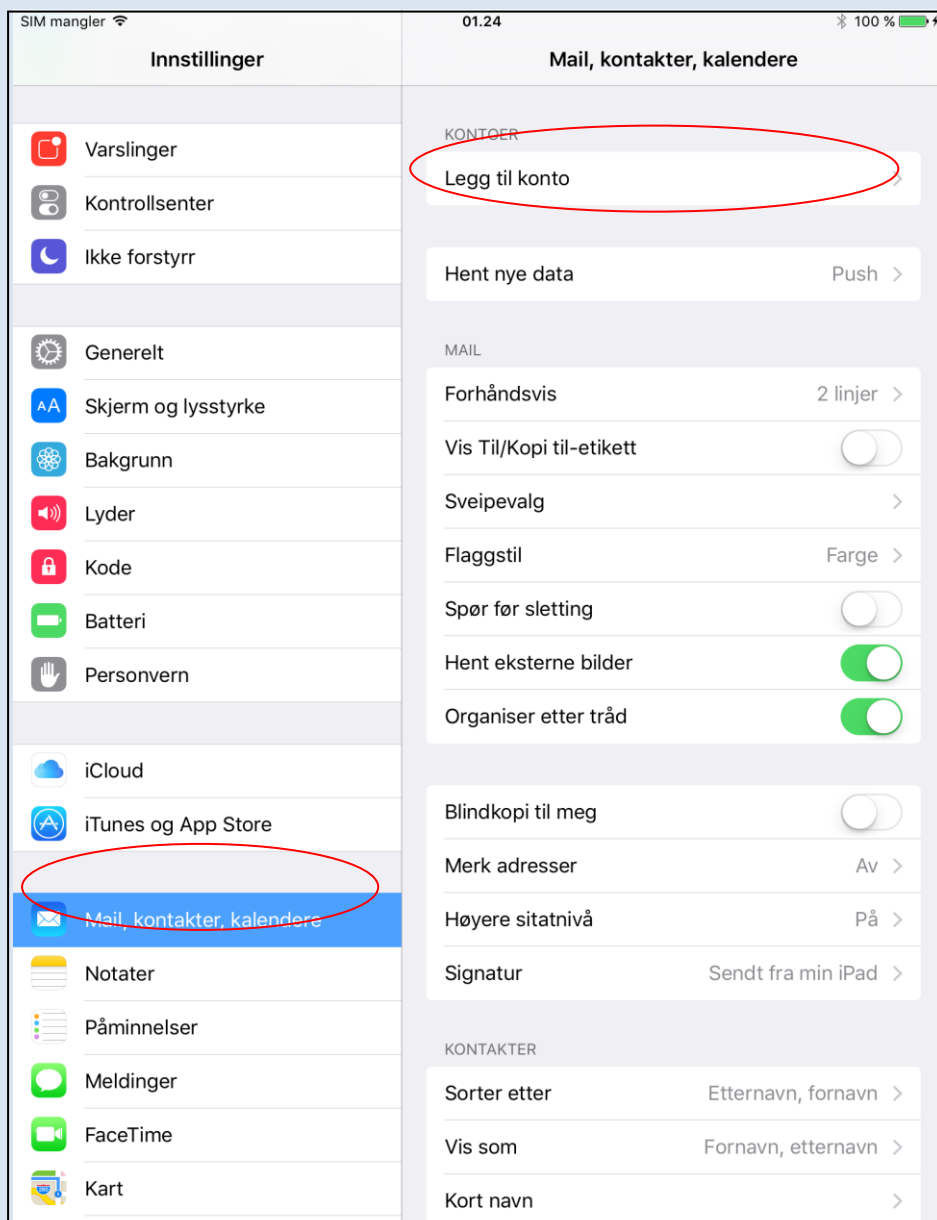 SIM mangler
01.24
100 %
Innstillinger
Mail, kontakter, kalendere
Varslinger
Kontrollsenter
Ikke forstyrr
Generelt
AA
Skjerm og lysstyrke
Bakgrunn
Lyder
Kode
Batteri
Personvern
iCloud
iTunes og App Store
Mail, kontakter, kalendere
Notater
Påminnelser
Meldinger
FaceTime
Kart
KONTOER
Legg til konto
Hent nye data Push
MAIL
Forhåndsvis 2 linjer
Vis Til/Kopi til-etikett
Sveipevalg
Flaggstil Farge
Spør før sletting
Hent eksterne bilder
Organiser etter tråd
Blindkopi til meg
Merk adresser Av
Høyere sitatnivå På
Signatur Sendt fra min iPad
KONTAKTER
Sorter etter Etternavn, fornavn
Vis som Fornavn, etternavn
Kort navn